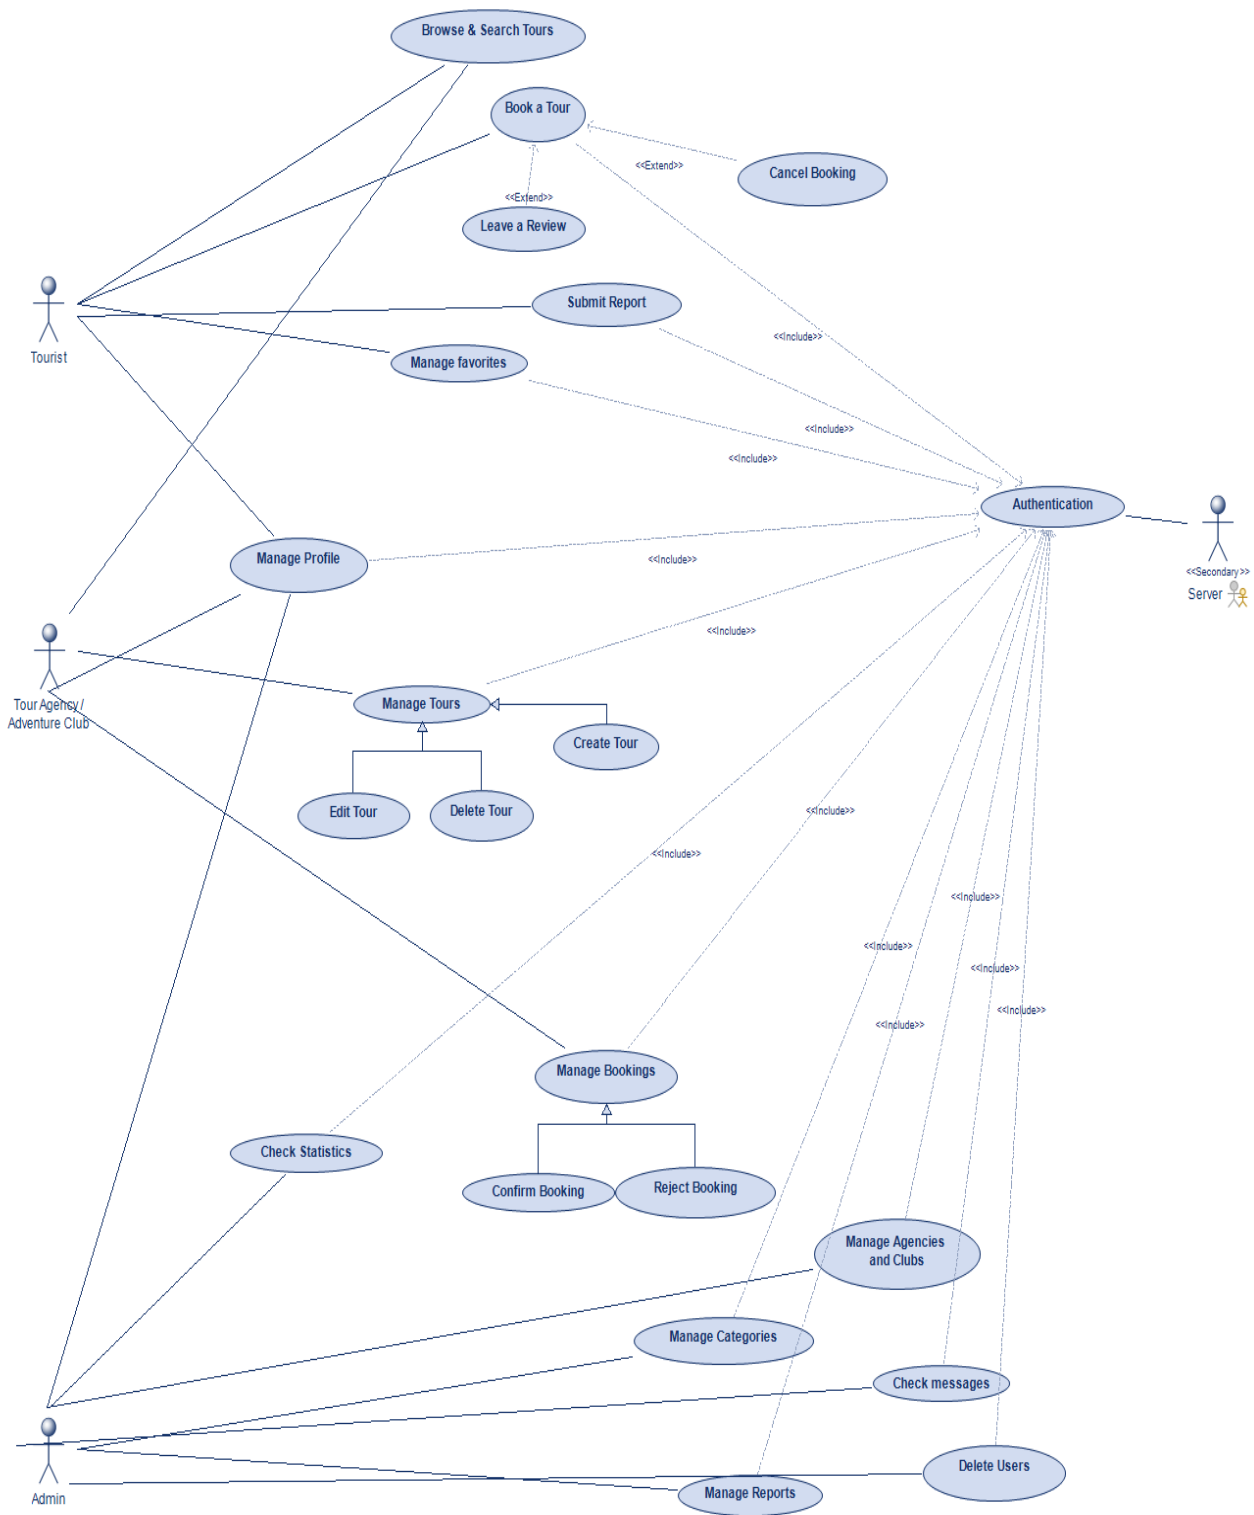 Browse & Search Tours
Book a Tour
<<Extend>>
Cancel Booking
<<Extend>>
Leave a Review
Submit Report
<<Include>>
Tourist
Manage favorites
<<Include>>
<<Include>>
Authentication
Manage Profile
<<Include>>
<<Secondary>>
Server
<<Include>>
Tour Agency /
Adventure Club
Manage Tours
Create Tour
Edit Tour
Delete Tour
<<Include>>
<<Include>>
<<Include>>
<<Include>>
<<Include>>
<<Include>>
<<Include>>
Manage Bookings
Check Statistics
Confirm Booking
Reject Booking
Manage Agencies
and Clubs
Manage Categories
Check messages
Delete Users
Manage Reports
Admin